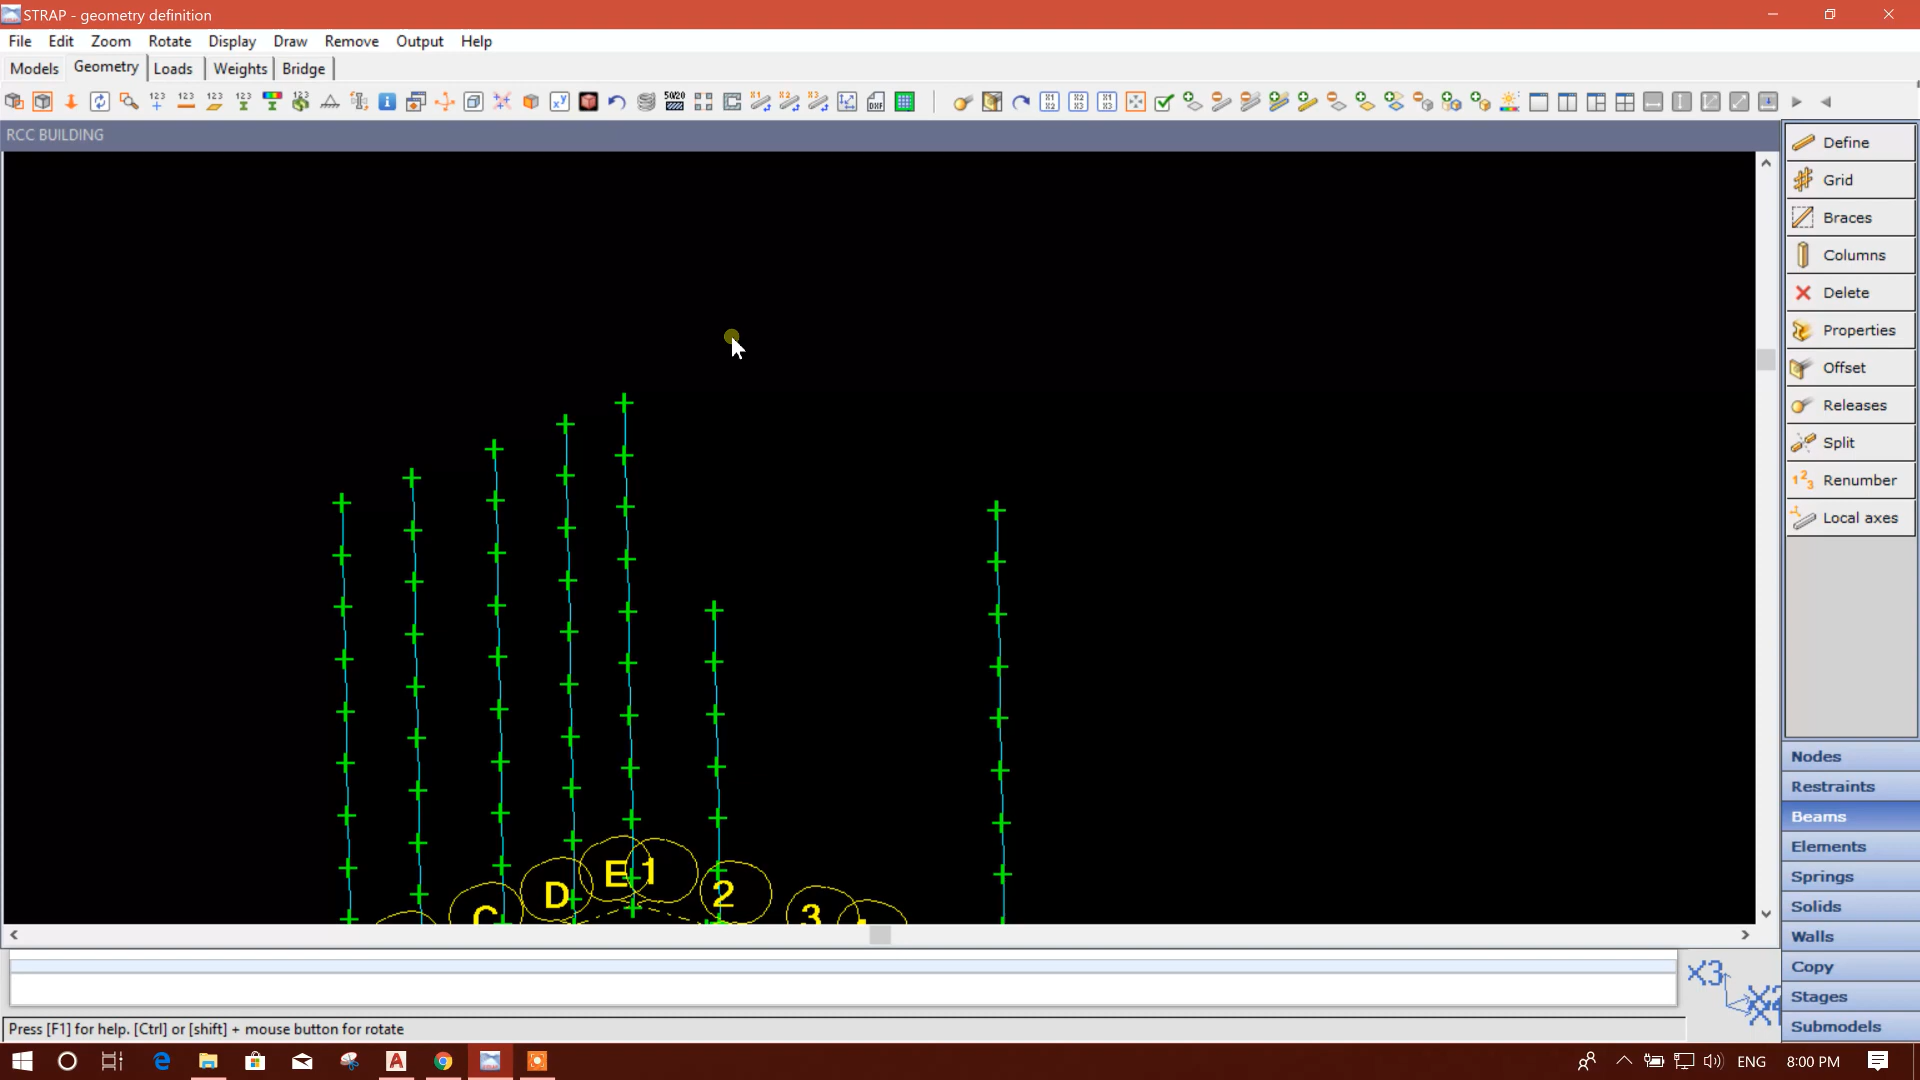 STRAP - geometry definition
File Edit Zoom Rotate Display Draw Remove Output Help
Models Geometry Loads Weights Bridge
RCC BUILDING
Define
Grid
Braces
Columns
Delete
Properties
Offset
Releases
Split
Renumber
Local axes
Nodes
Restraints
Beams
Elements
Springs
Solids
Walls
Copy
Stages
Submodels
C D E 1 2 3
X3
Press [F1] for help. [Ctrl] or [shift] + mouse button for rotate
ENG 8:00 PM